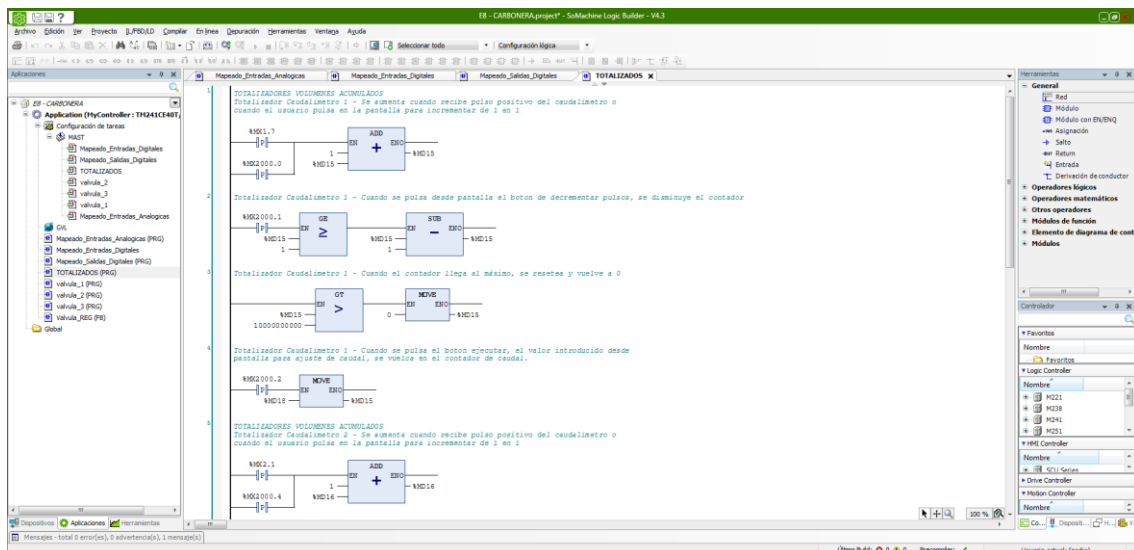 E8 - CARBONERA.project* - SoMachine Logic Builder - V4.3
Archivo Edición Ver Proyecto IL/FBD/LD Compilar En línea Depuración Herramientas Ventana Ayuda
Seleccionar todo Configuración lógica
Aplicaciones
E8 - CARBONERA
Application (MyController : TM241CE40T/
Configuración de tareas
MAST
Mapeado_Entradas_Digitales
Mapeado_Salidas_Digitales
TOTALIZADOS
valvula_2
valvula_3
valvula_1
Mapeado_Entradas_Analogicas
GVL
Mapeado_Entradas_Analogicas (PRG)
Mapeado_Entradas_Digitales
Mapeado_Salidas_Digitales (PRG)
TOTALIZADOS (PRG)
valvula_1 (PRG)
valvula_2 (PRG)
valvula_3 (PRG)
Valvula_REG (FB)
Global
Dispositivos Aplicaciones Herramientas
Mapeado_Entradas_Analogicas Mapeado_Entradas_Digitales Mapeado_Salidas_Digitales TOTALIZADOS
1
TOTALIZADORES VOLUMENES ACUMULADOS
Totalizador Caudalimetro 1 - Se aumenta cuando recibe pulso positivo del caudalimetro o
cuando el usuario pulsa en la pantalla para incrementar de 1 en 1
%MX1.7 ADD
P EN + ENO
1 %MD15
%MX2000.0 %MD15
P
2
Totalizador Caudalimetro 1 - Cuando se pulsa desde pantalla el boton de decrementar pulsos, se disminuye el contador
%MX2000.1 GE SUB
P EN ≥ EN - ENO
%MD15 %MD15 %MD15
1 1
3
Totalizador Caudalimetro 1 - Cuando el contador llega al máximo, se resetea y vuelve a 0
GT MOVE
EN > EN ENO
%MD15 0 %MD15
10000000000
4
Totalizador Caudalimetro 1 - Cuando se pulsa el boton ejecutar, el valor introducido desde
pantalla para ajuste de caudal, se vuelca en el contador de caudal.
%MX2000.2 MOVE
P EN ENO
%MD18 %MD15
5
TOTALIZADORES VOLUMENES ACUMULADOS
Totalizador Caudalimetro 2 - Se aumenta cuando recibe pulso positivo del caudalimetro o
cuando el usuario pulsa en la pantalla para incrementar de 1 en 1
%MX2.1 ADD
P EN + ENO
1 %MD16
%MX2000.4 %MD16
P
100 %
Herramientas
General
Red
Módulo
Módulo con EN/ENO
Asignación
Salto
Return
Entrada
Derivación de conductor
Operadores lógicos
Operadores matemáticos
Otros operadores
Módulos de función
Elemento de diagrama de cont
Módulos
Controlador
Favoritos
Nombre
Favoritos
Logic Controller
Nombre
M221
M238
M241
M251
HMI Controller
Nombre
SCU Series
Drive Controller
Motion Controller
Nombre
Co... Disposit... H...
Mensajes - total 0 error(es), 0 advertencia(s), 1 mensaje(s)